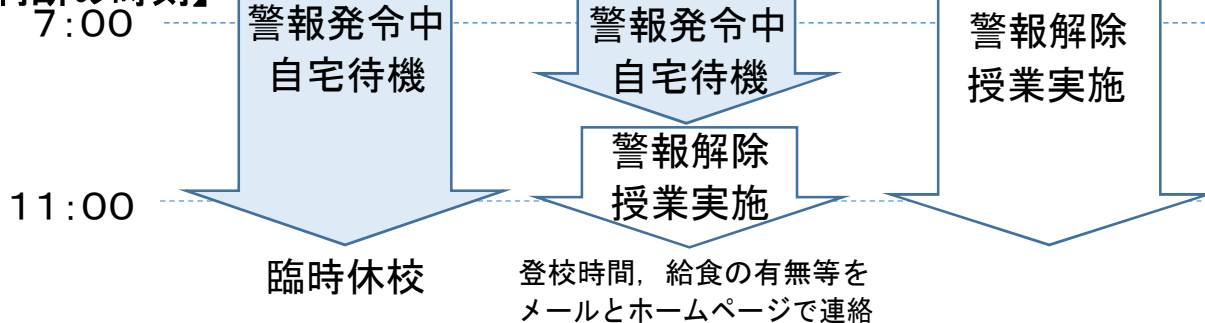 7:00
警報発令中
自宅待機
警報発令中
自宅待機
警報解除
授業実施
警報解除
授業実施
11:00
臨時休校
登校時間，給食の有無等を
メールとホームページで連絡